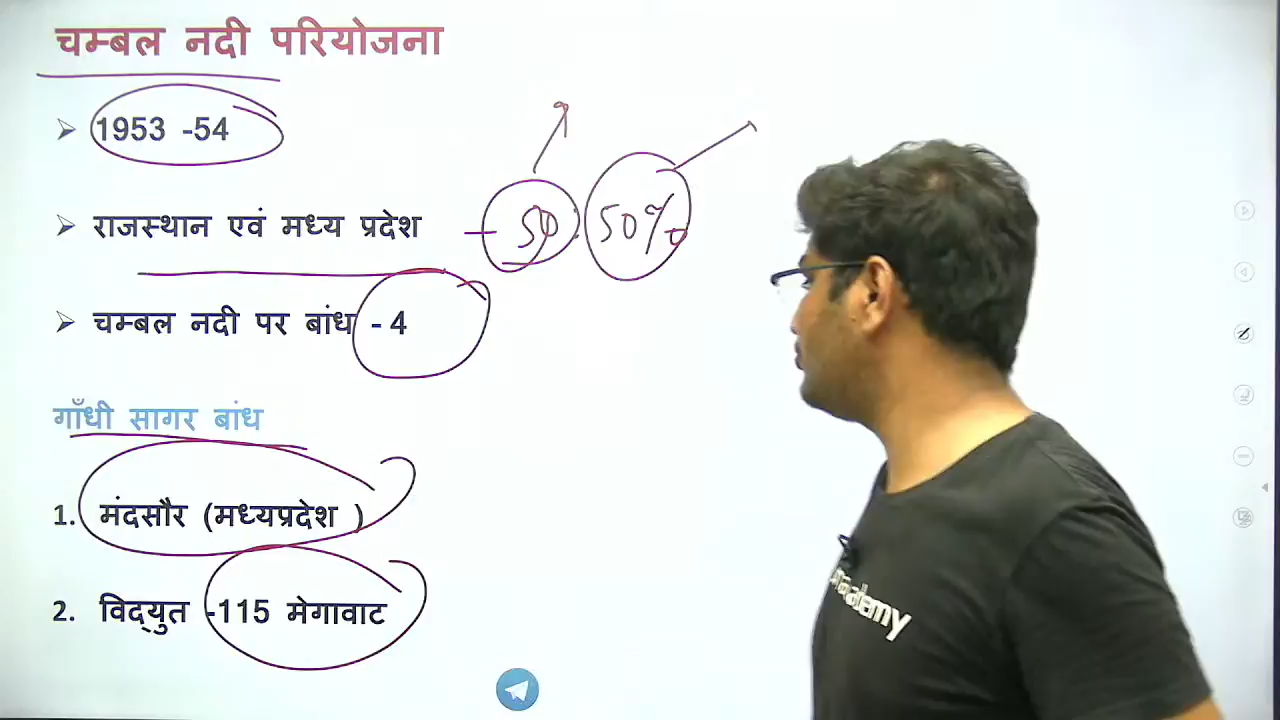 चम्बल नदी परियोजना
➢ 1953 -54
➢ राजस्थान एवं मध्य प्रदेश - 50 : 50%
➢ चम्बल नदी पर बांध - 4
गाँधी सागर बांध
1. मंदसौर (मध्यप्रदेश )
2. विद्युत -115 मेगावाट